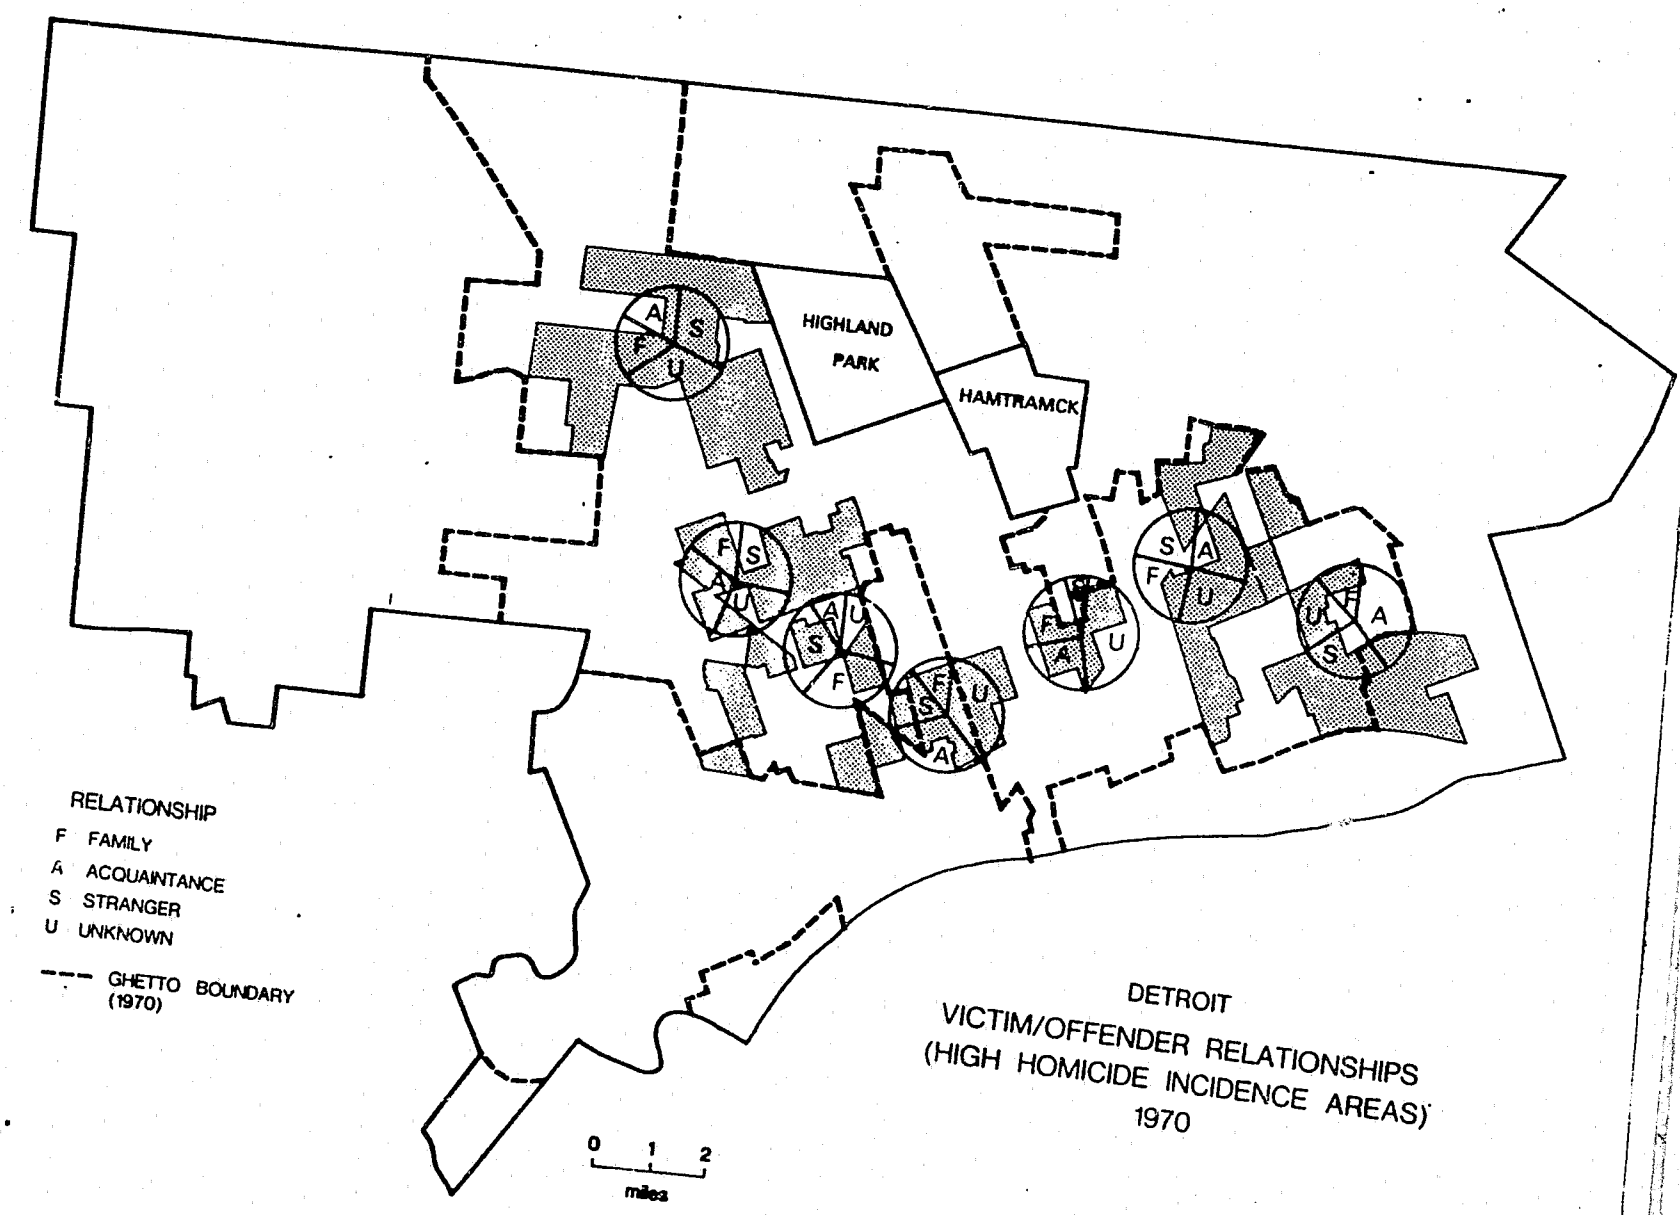 HIGHLAND
PARK
HAMTRAMCK
A
S
F
U
F
S
A
U
A
U
S
F
F
U
S
A
S
F
U
A
S
A
F
U
F
U
A
S
RELATIONSHIP
F FAMILY
A ACQUAINTANCE
S STRANGER
U UNKNOWN
GHETTO BOUNDARY
(1970)
DETROIT
VICTIM/OFFENDER RELATIONSHIPS
(HIGH HOMICIDE INCIDENCE AREAS)
1970
0 1 2
miles